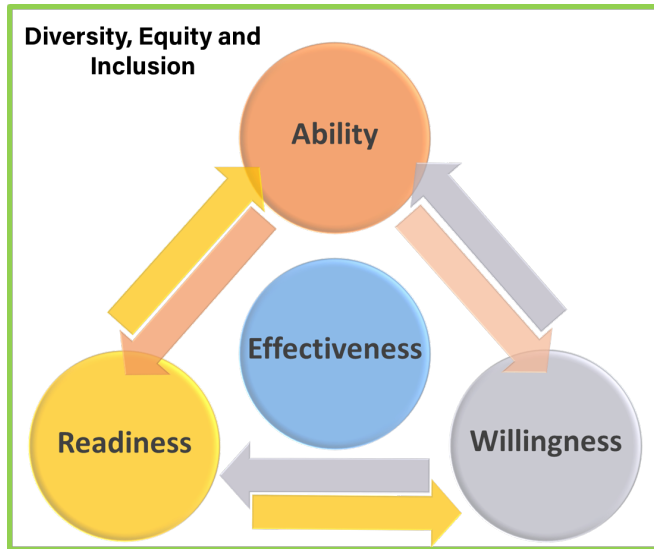 Diversity, Equity and
Inclusion
Ability
Effectiveness
Readiness
Willingness